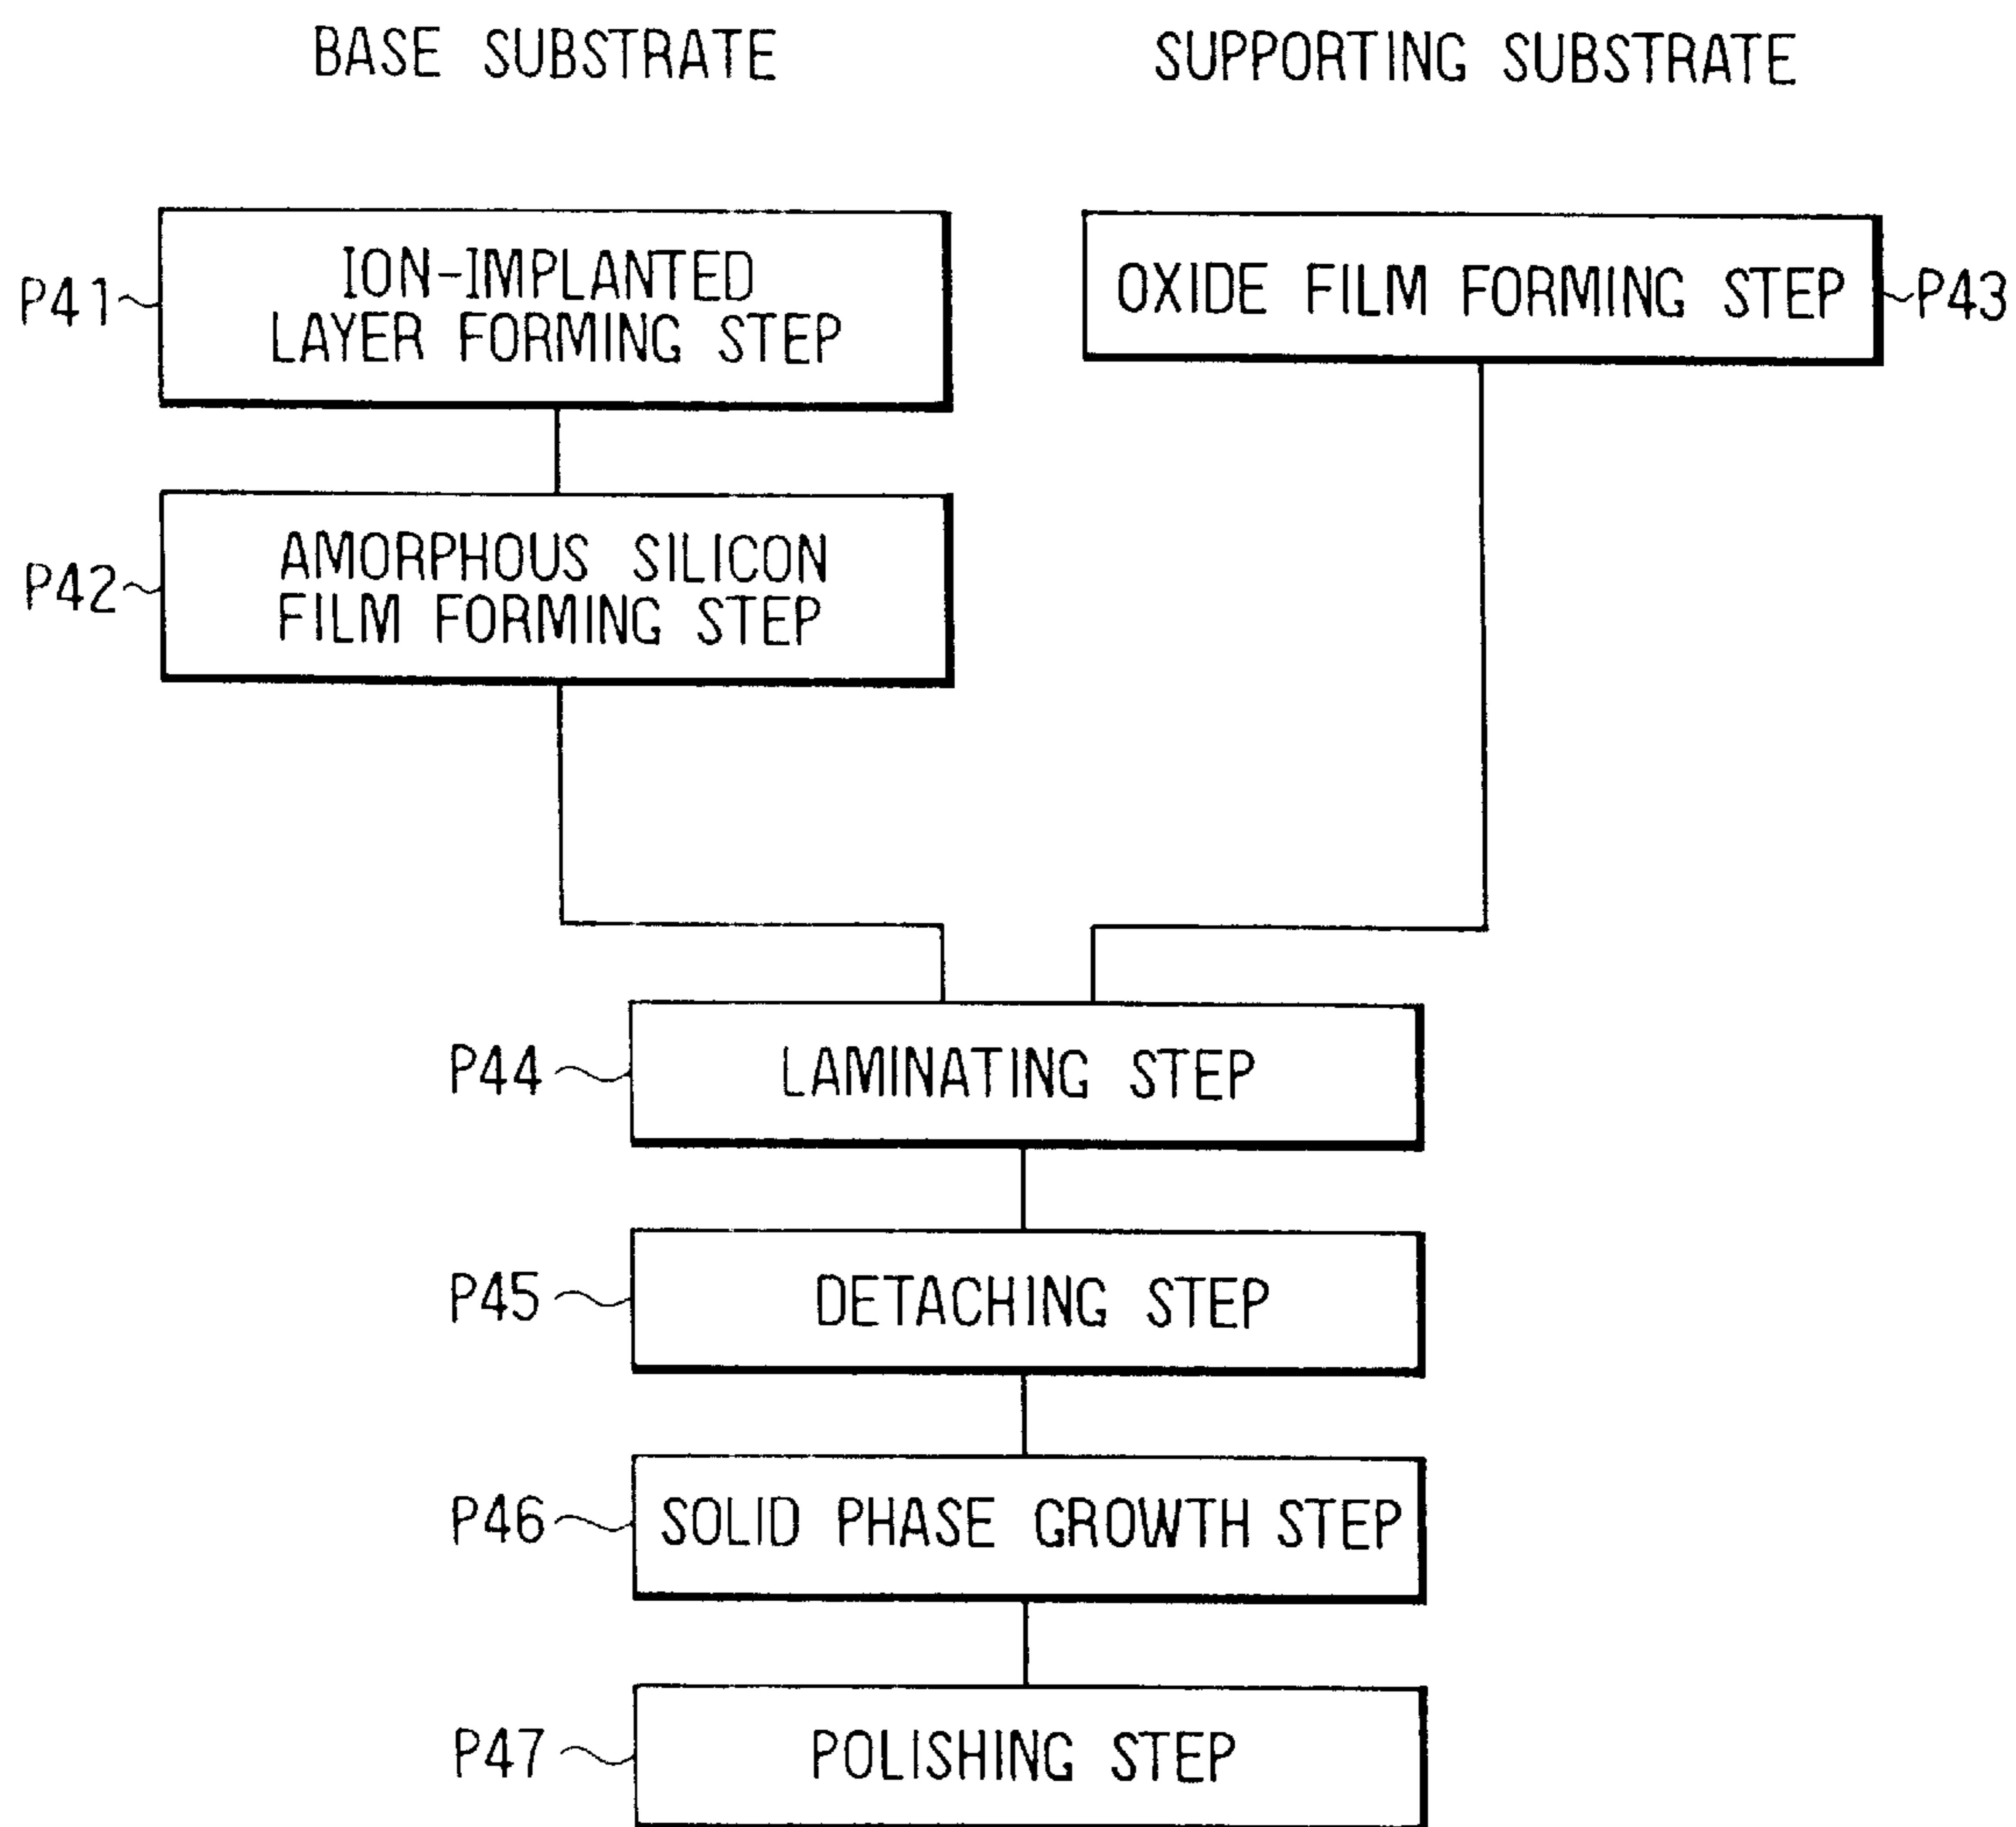 BASE SUBSTRATE
SUPPORTING SUBSTRATE
P41
ION-IMPLANTED
LAYER FORMING STEP
OXIDE FILM FORMING STEP
P43
P42
AMORPHOUS SILICON
FILM FORMING STEP
P44
LAMINATING STEP
P45
DETACHING STEP
P46
SOLID PHASE GROWTH STEP
P47
POLISHING STEP